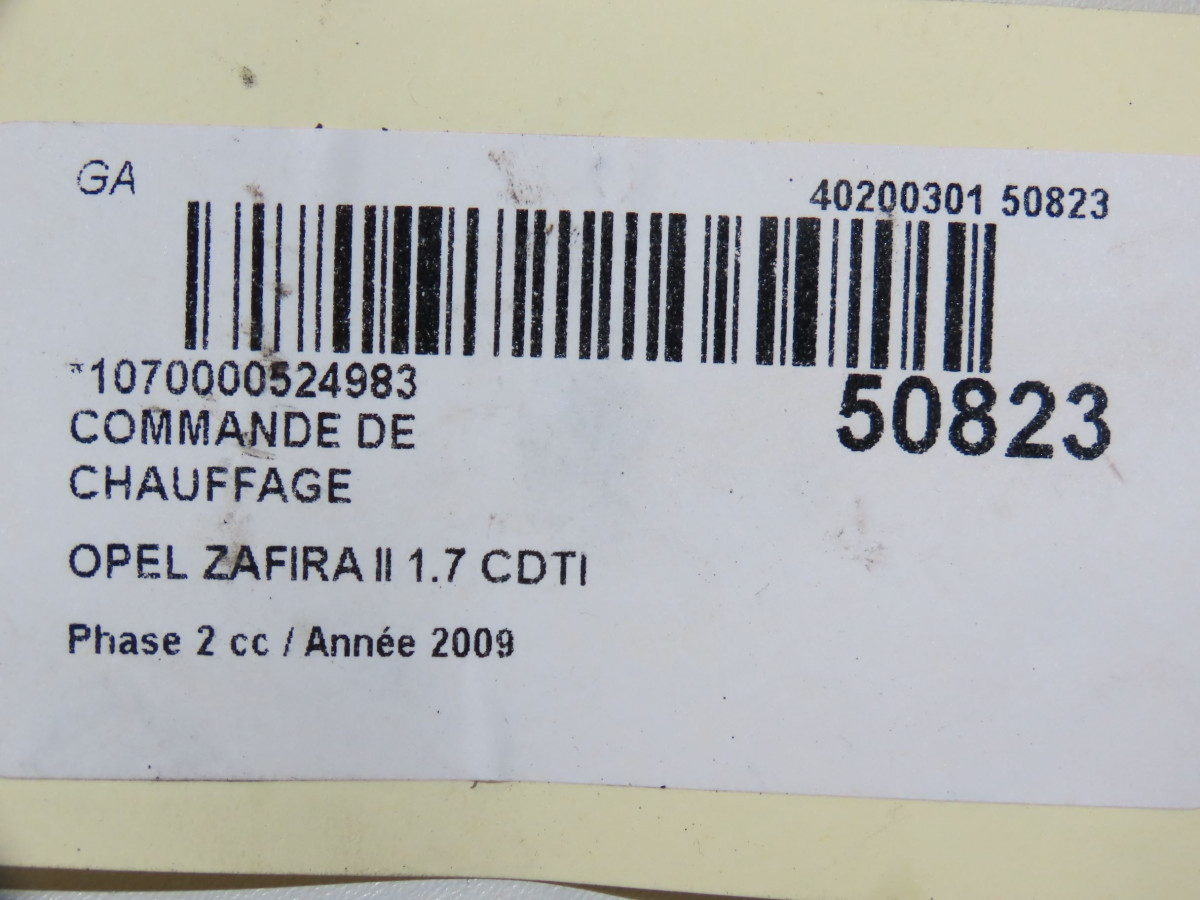 GA
40200301 50823
*1070000524983
50823
COMMANDE DE
CHAUFFAGE
OPEL ZAFIRA II 1.7 CDTI
Phase 2 cc / Année 2009